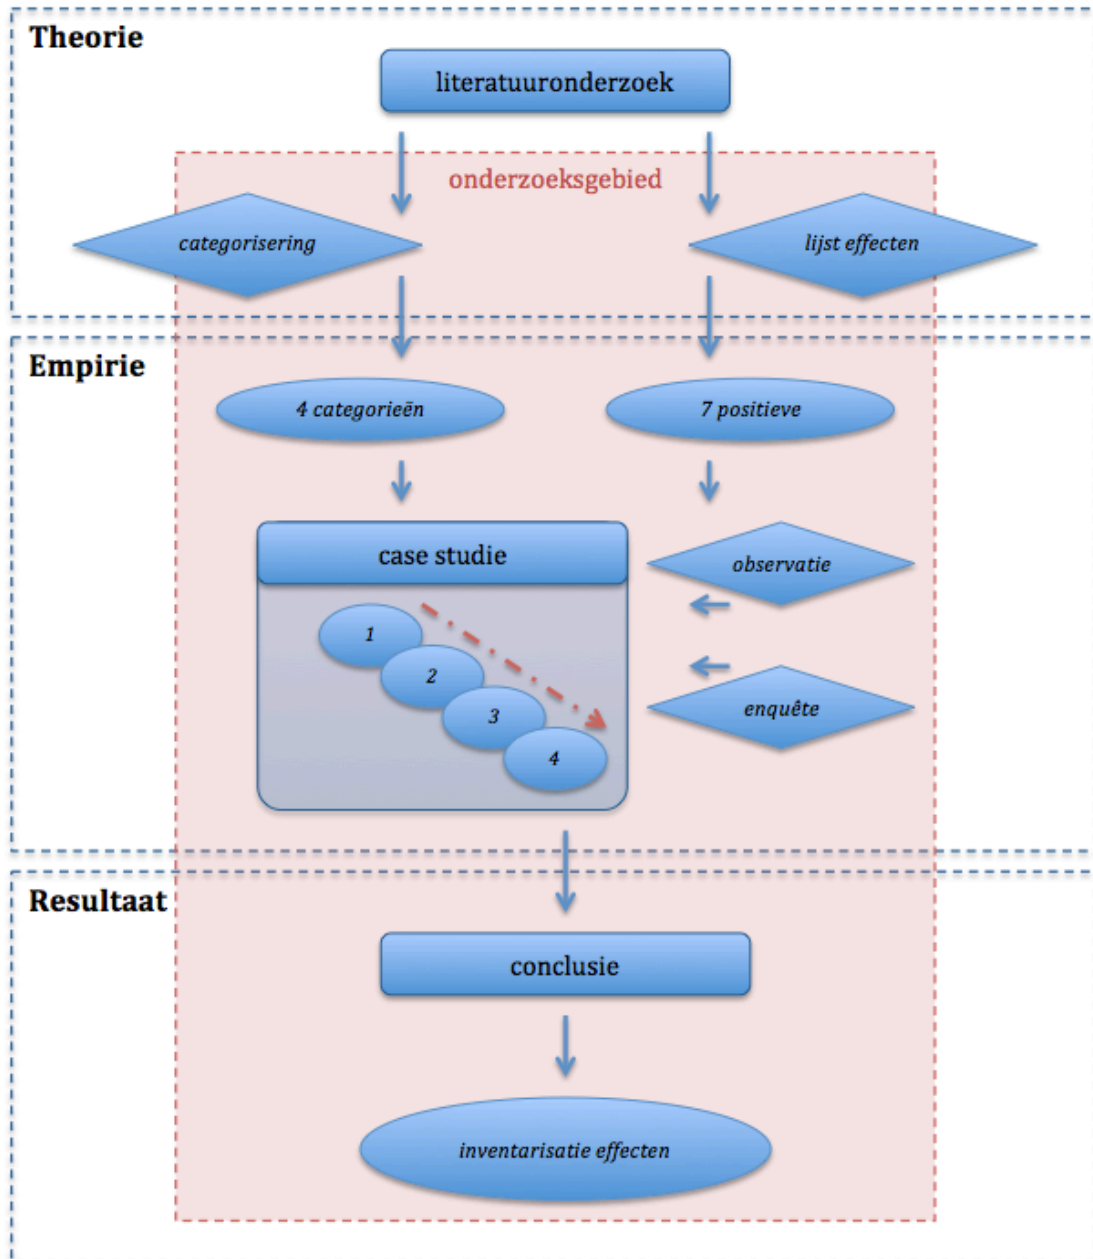 Theorie
literatuuronderzoek
onderzoeksgebied
categorisering
lijst effecten
Empirie
4 categorieën
7 positieve
case studie
observatie
1
2
3
4
enquête
Resultaat
conclusie
inventarisatie effecten